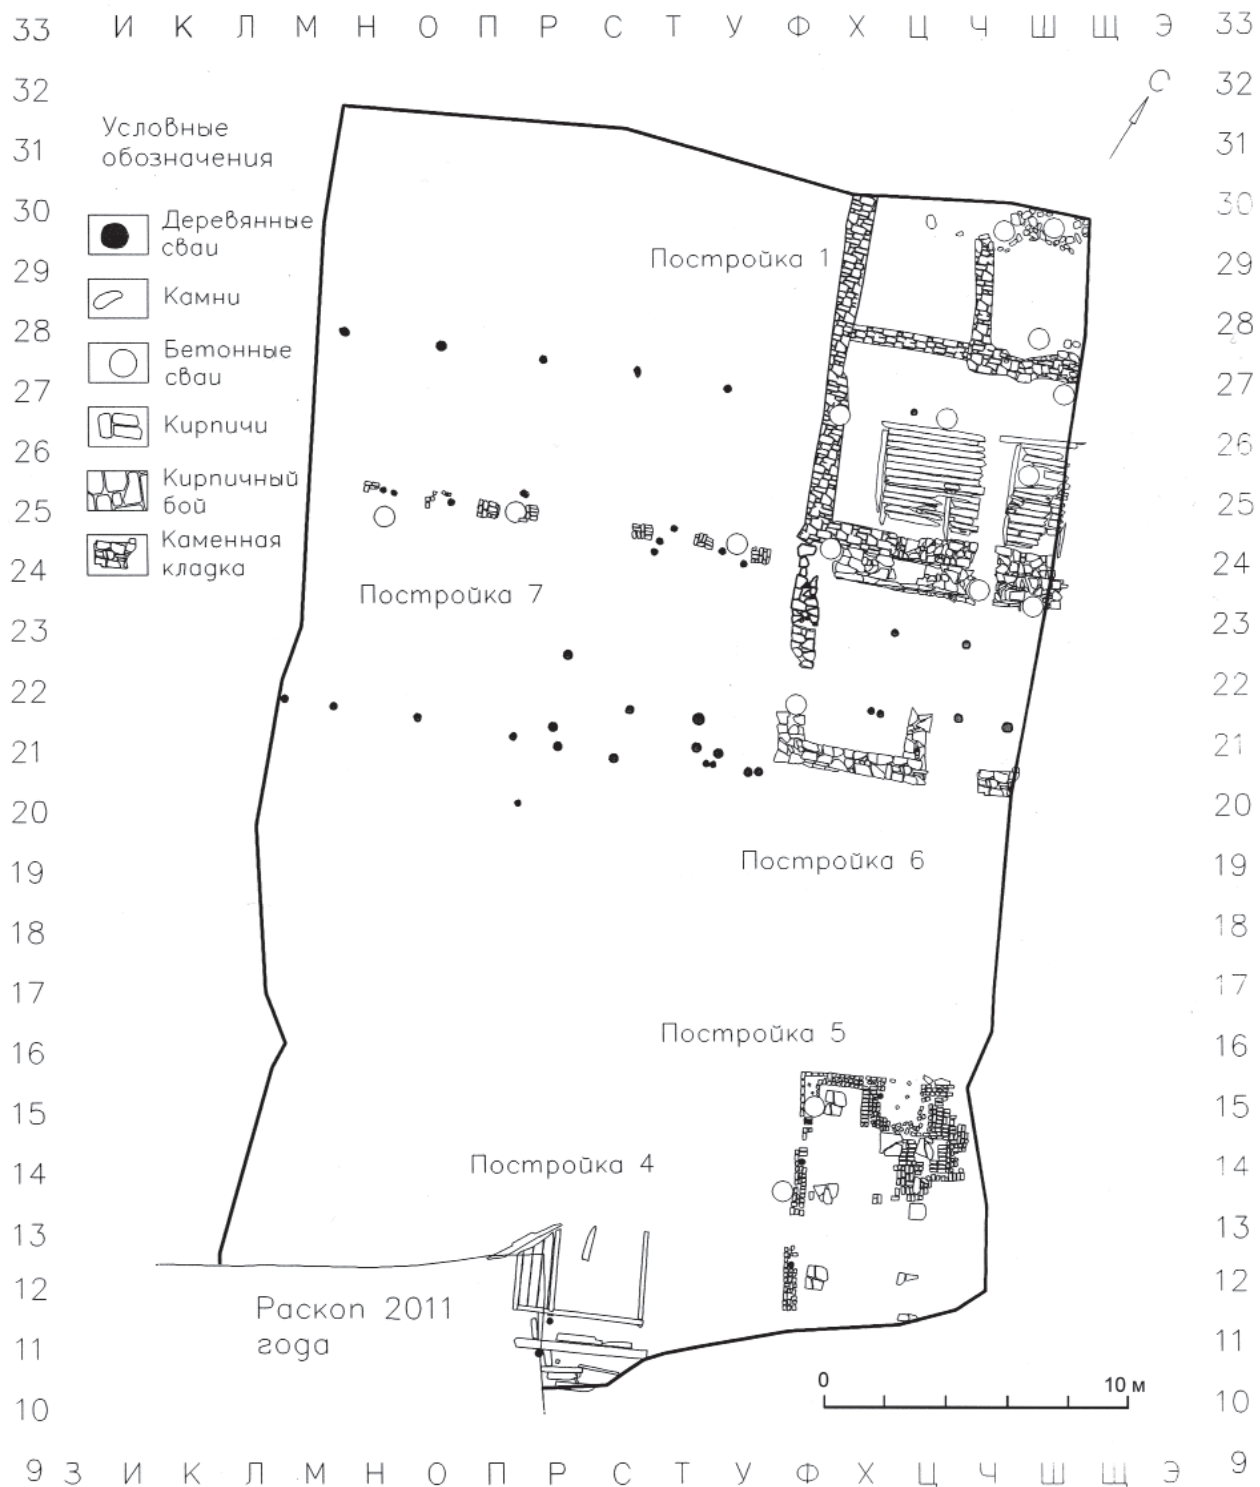 33 И К Л М Н О П Р С Т У Ф Х Ц Ч Ш Щ Э 33
32 С 32
Условные
обозначения
31 31
30 30
Деревянные
сваи
Постройка 1
29 29
Камни
28 28
Бетонные
сваи
27 27
Кирпичи
26 26
Кирпичный
бой
25 25
Каменная
кладка
24 24
Постройка 7
23 23
22 22
21 21
20 20
Постройка 6
19 19
18 18
17 17
Постройка 5
16 16
15 15
Постройка 4
14 14
13 13
12 12
Раскоп 2011
года
11 11
0 10 м
10 10
9 З И К Л М Н О П Р С Т У Ф Х Ц Ч Ш Щ Э 9